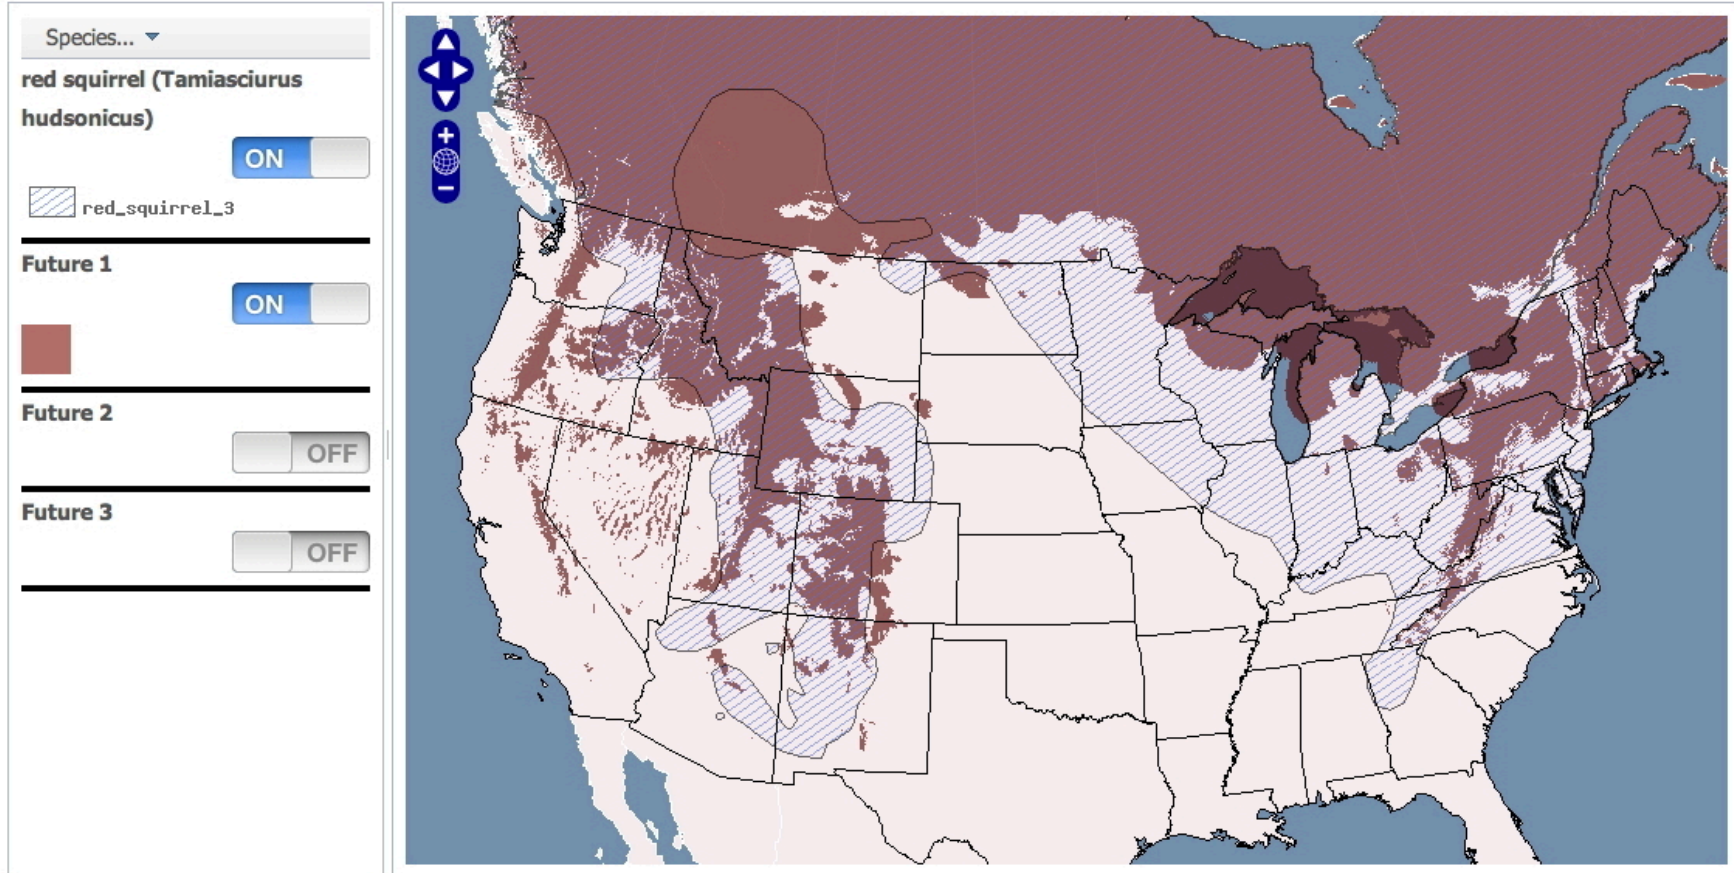 Species...
red squirrel (Tamiasciurus
hudsonicus)
ON
red_squirrel_3
Future 1
ON
Future 2
OFF
Future 3
OFF